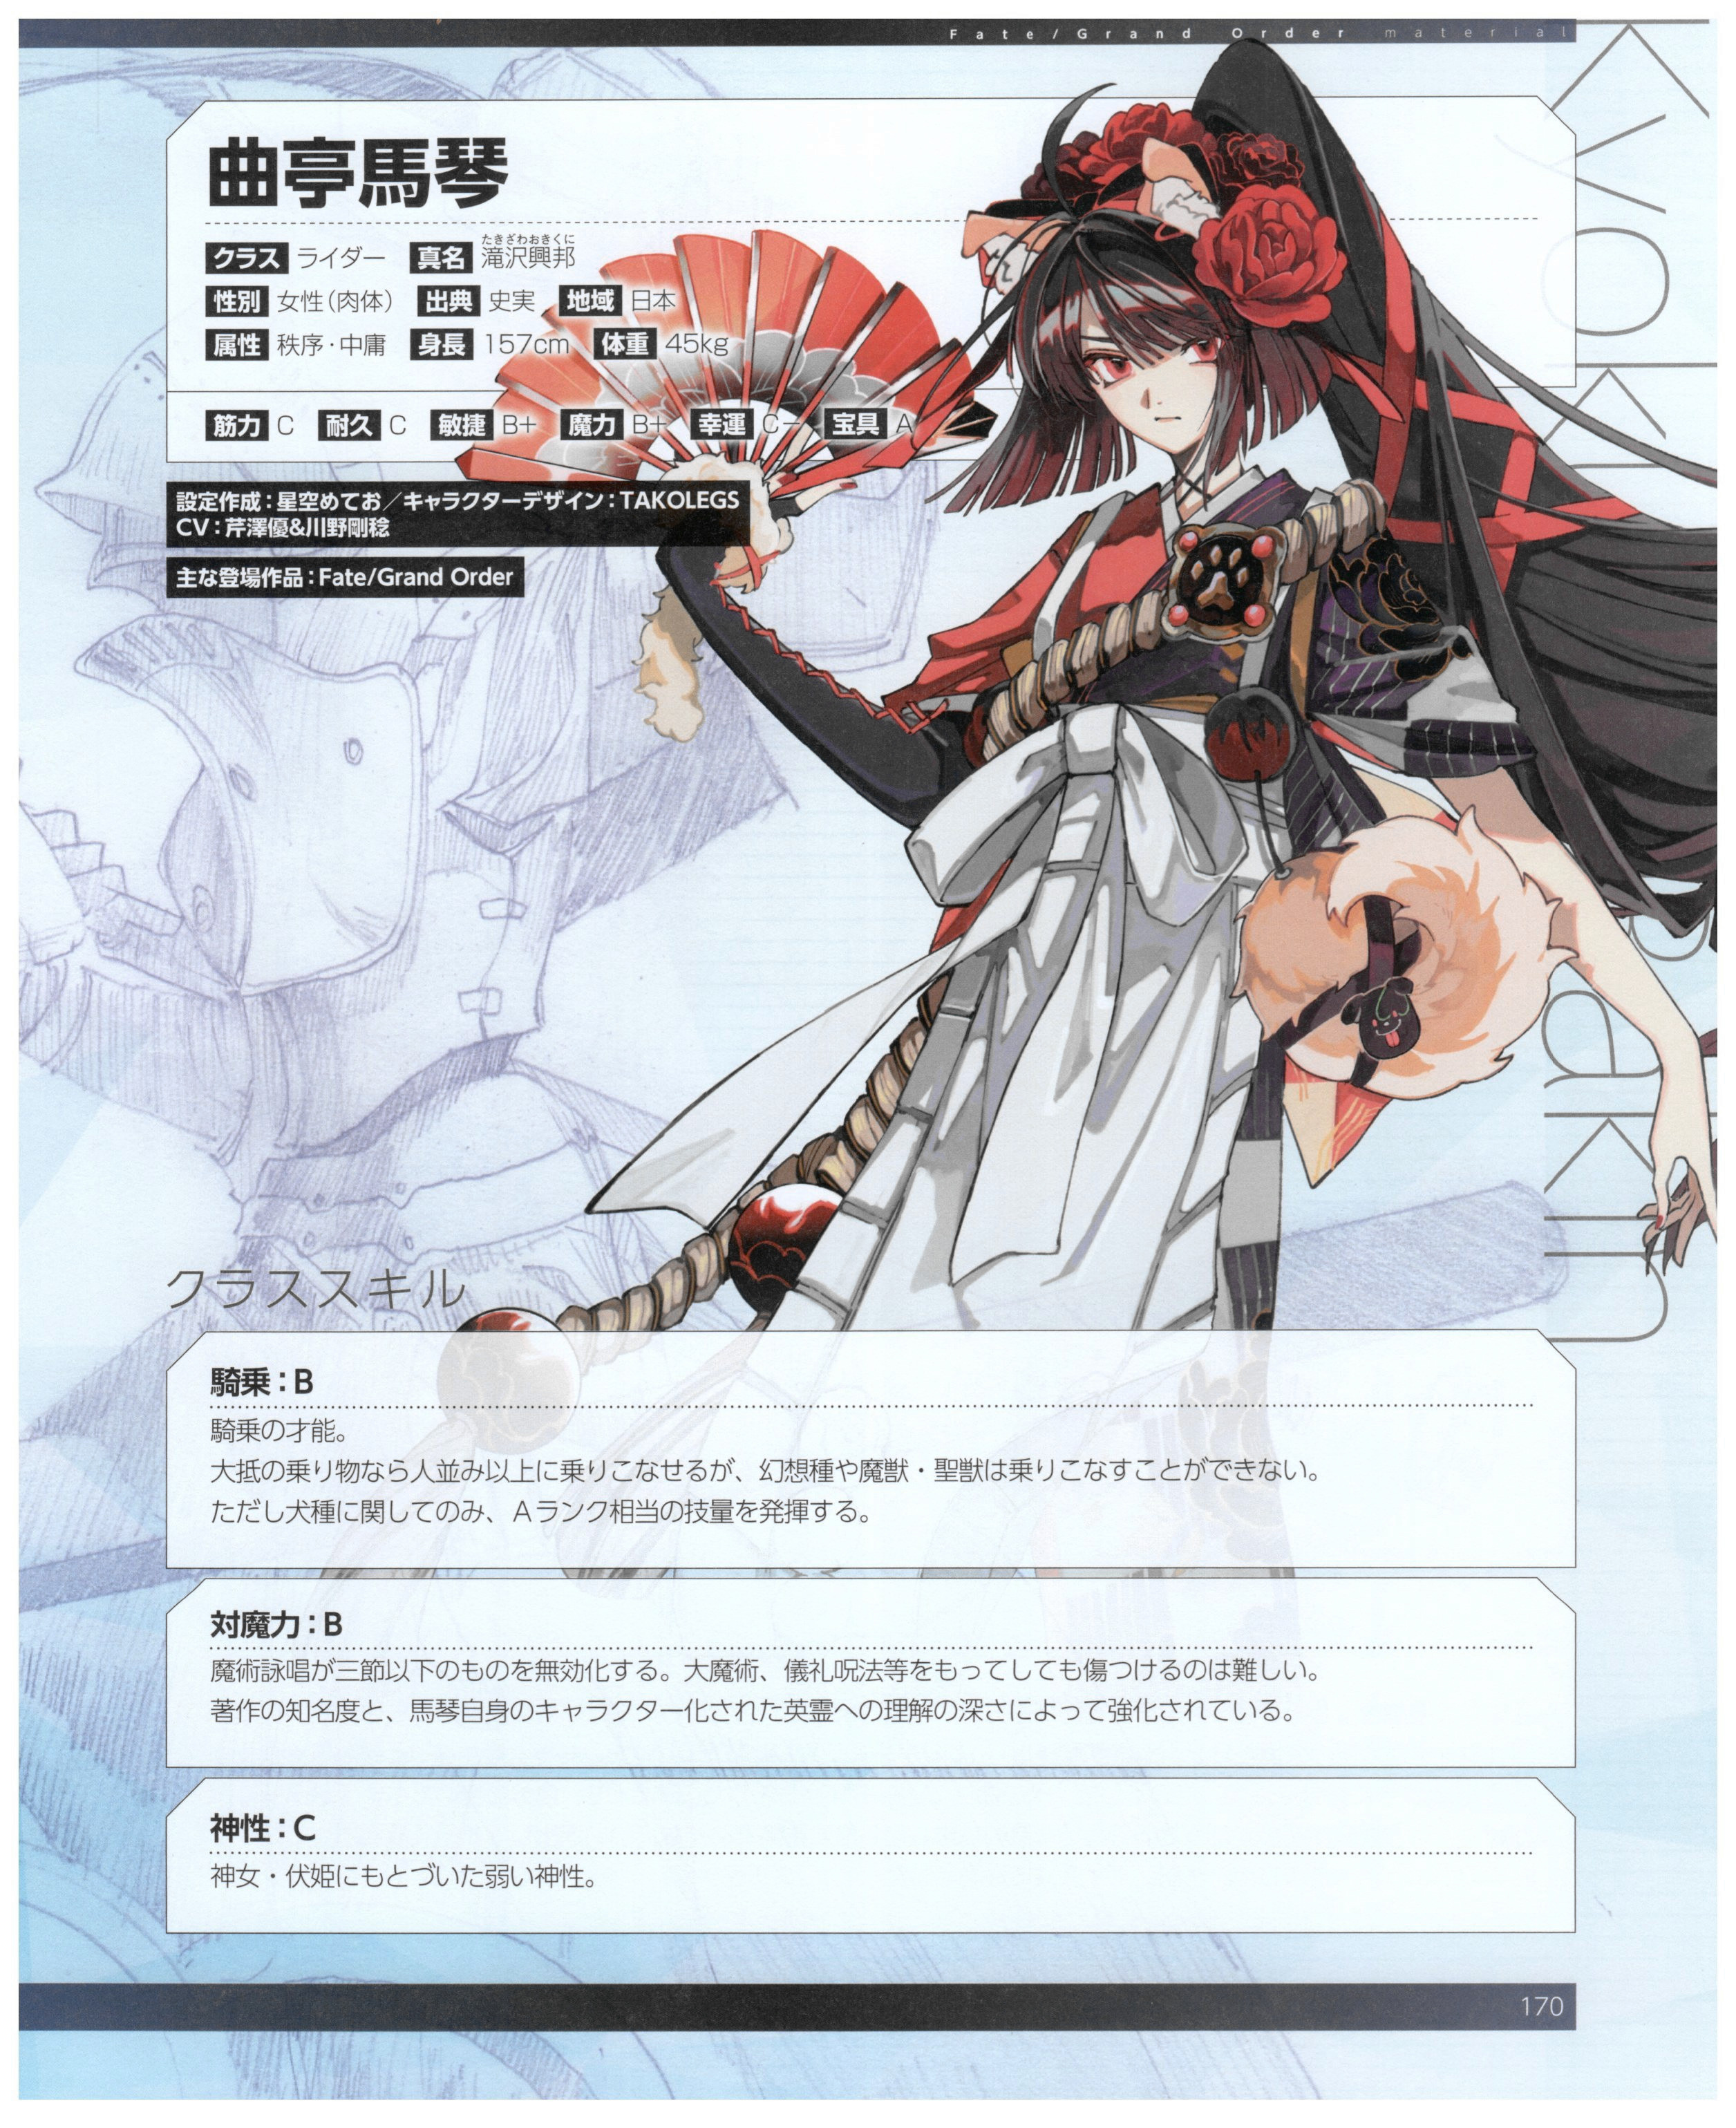 Fate/Grand Order material
Kyokutei Bakin
曲亭馬琴
クラス ライダー 真名 滝沢興邦
たきざわおきくに
性別 女性(肉体) 出典 史実 地域 日本
属性 秩序・中庸 身長 157cm 体重 45kg
筋力 C 耐久 C 敏捷 B+ 魔力 B+ 幸運 C− 宝具 A
設定作成:星空めてお/キャラクターデザイン:TAKOLEGS
CV:芹澤優&川野剛稔
主な登場作品:Fate/Grand Order
クラススキル
騎乗:B
騎乗の才能。
大抵の乗り物なら人並み以上に乗りこなせるが、幻想種や魔獣・聖獣は乗りこなすことができない。
ただし犬種に関してのみ、Aランク相当の技量を発揮する。
対魔力:B
魔術詠唱が三節以下のものを無効化する。大魔術、儀礼呪法等をもってしても傷つけるのは難しい。
著作の知名度と、馬琴自身のキャラクター化された英霊への理解の深さによって強化されている。
神性:C
神女・伏姫にもとづいた弱い神性。
170